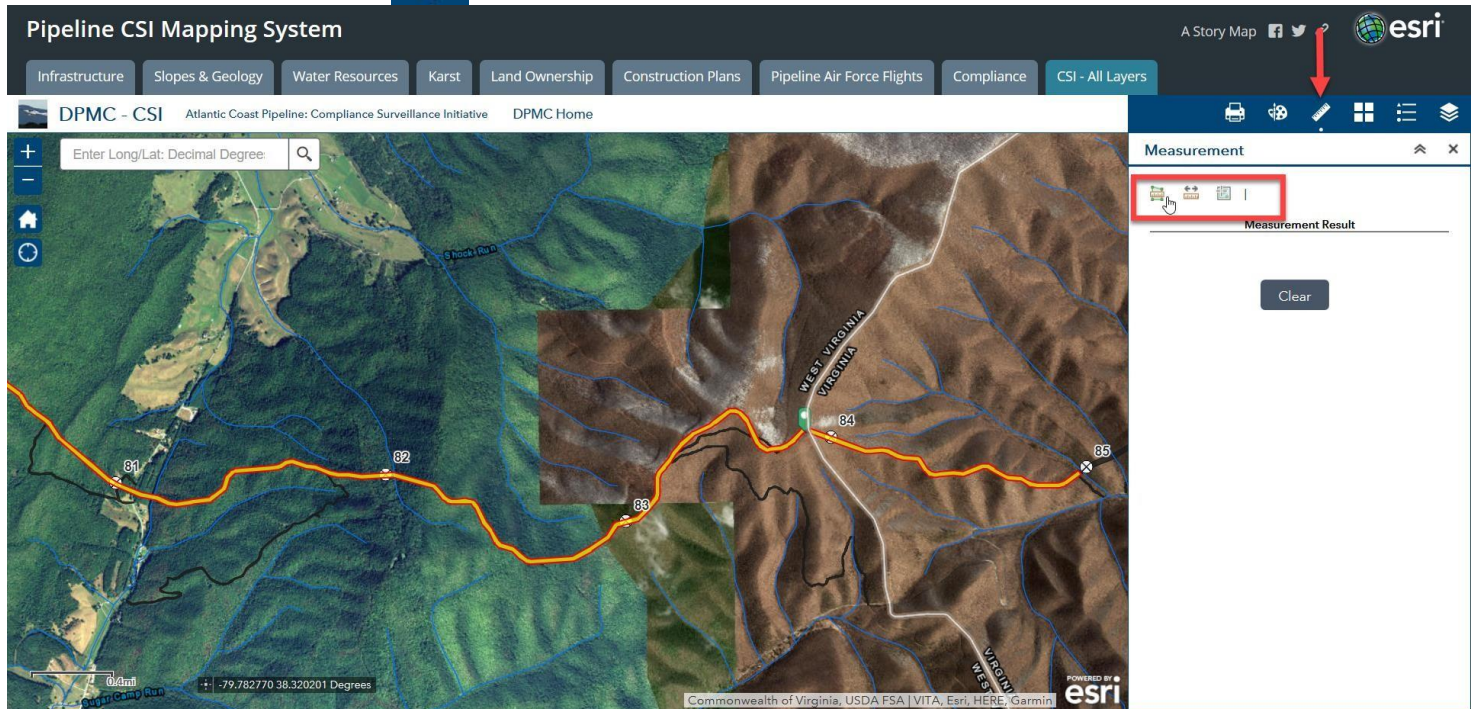 Pipeline CSI Mapping System
A Story Map
esri
Infrastructure
Slopes & Geology
Water Resources
Karst
Land Ownership
Construction Plans
Pipeline Air Force Flights
Compliance
CSI - All Layers
DPMC - CSI
Atlantic Coast Pipeline: Compliance Surveillance Initiative
DPMC Home
Enter Long/Lat: Decimal Degree
Measurement
Measurement Result
Clear
Shock Run
WEST VIRGINIA
VIRGINIA
84
85
81
82
83
VIRGINIA
WEST
0.4mi
-79.782770 38.320201 Degrees
Sugar Camp Run
Commonwealth of Virginia, USDA FSA | VITA, Esri, HERE, Garmin
POWERED BY
esri